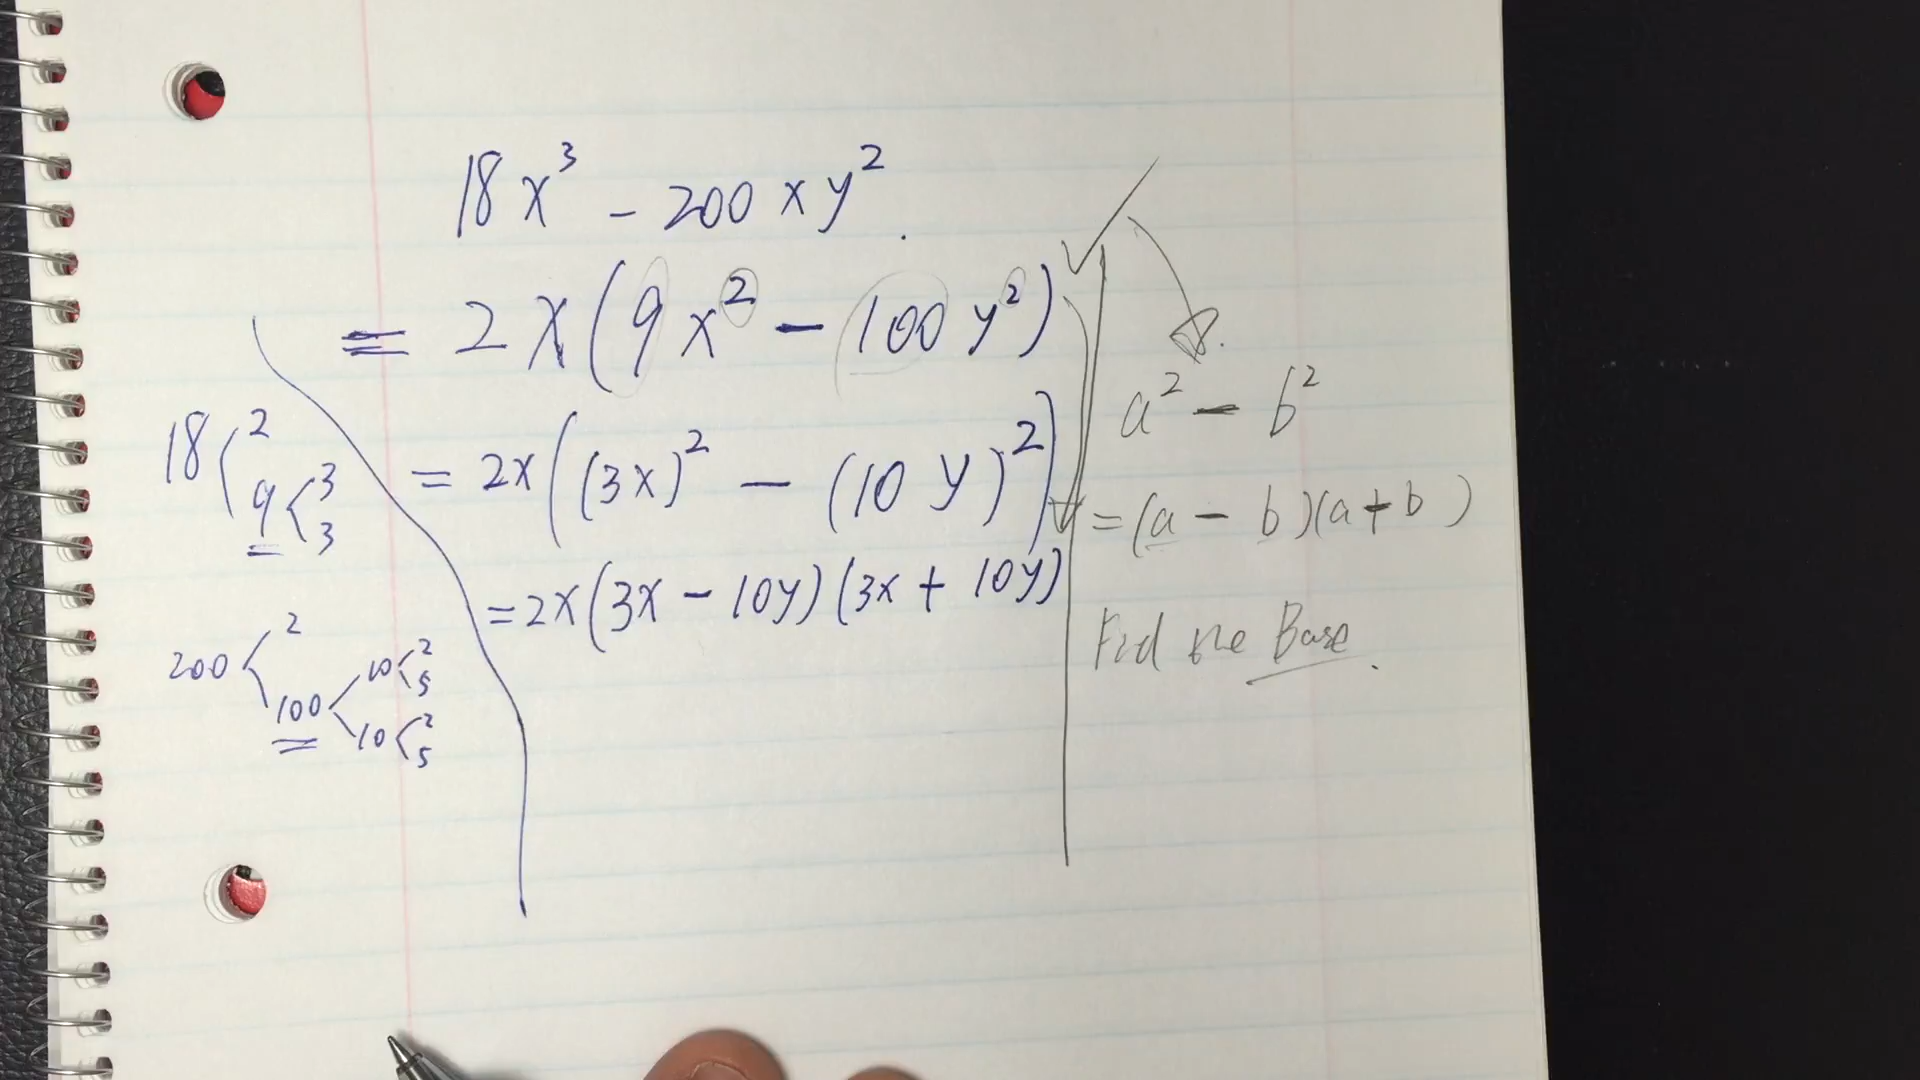 18x³ - 200xy².
= 2x(9x² - 100y²)
= 2x((3x)² - (10y)²)
= 2x(3x - 10y)(3x + 10y)
18 2
9 3
3
200 2
100 10 2
5
10 2
5
a² - b²
= (a - b)(a + b)
Find the Base.